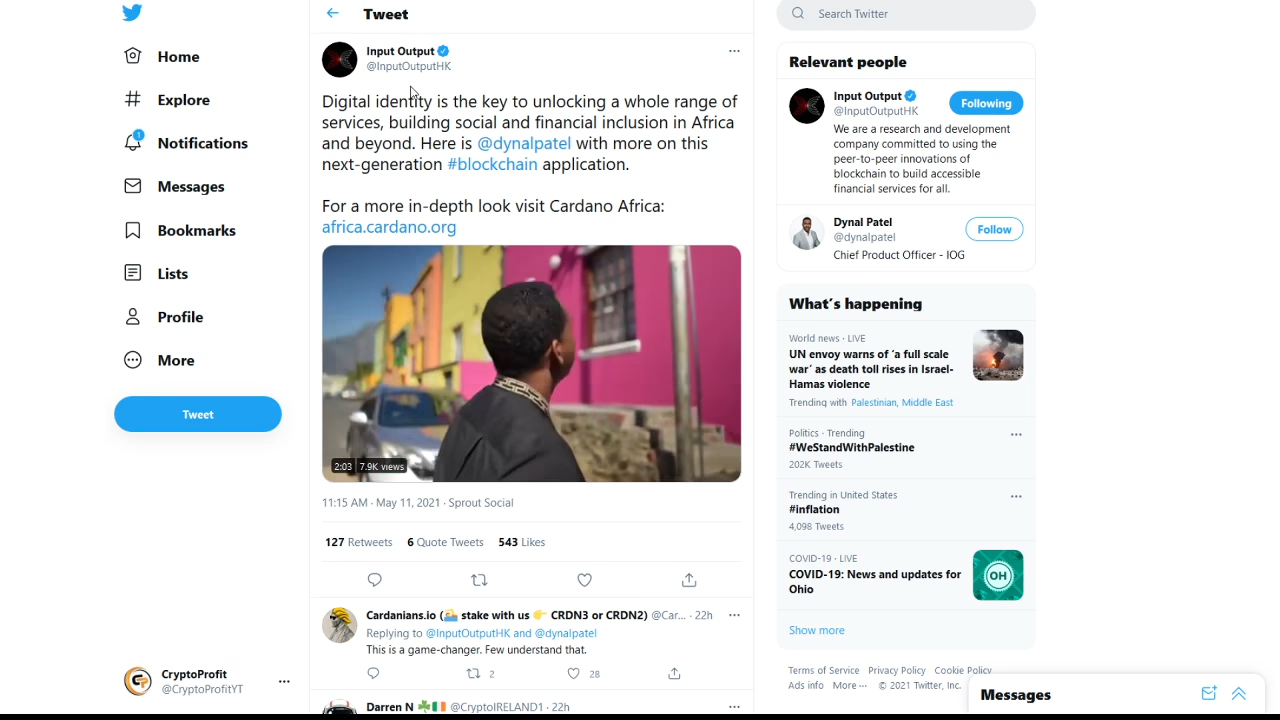 Home
Explore
1
Notifications
Messages
Bookmarks
Lists
Profile
More
Tweet
CryptoProfit
@CryptoProfitYT
Tweet
Input Output
@InputOutputHK
Digital identity is the key to unlocking a whole range of
services, building social and financial inclusion in Africa
and beyond. Here is @dynalpatel with more on this
next-generation #blockchain application.
For a more in-depth look visit Cardano Africa:
africa.cardano.org
2:03 7.9K views
11:15 AM · May 11, 2021 · Sprout Social
127 Retweets 6 Quote Tweets 543 Likes
Cardanians.io (🏊 stake with us 👉 CRDN3 or CRDN2) @Car... · 22h
Replying to @InputOutputHK and @dynalpatel
This is a game-changer. Few understand that.
2 28
Darren N ☘️🇮🇪 @CryptoIRELAND1 · 22h
Search Twitter
Relevant people
Input Output
@InputOutputHK
Following
We are a research and development
company committed to using the
peer-to-peer innovations of
blockchain to build accessible
financial services for all.
Dynal Patel
@dynalpatel
Follow
Chief Product Officer - IOG
What's happening
World news · LIVE
UN envoy warns of 'a full scale
war' as death toll rises in Israel-
Hamas violence
Trending with Palestinian, Middle East
Politics · Trending
#WeStandWithPalestine
202K Tweets
Trending in United States
#inflation
4,098 Tweets
COVID-19 · LIVE
COVID-19: News and updates for
Ohio
OH
Show more
Terms of Service Privacy Policy Cookie Policy
Ads info More ··· © 2021 Twitter, Inc.
Messages